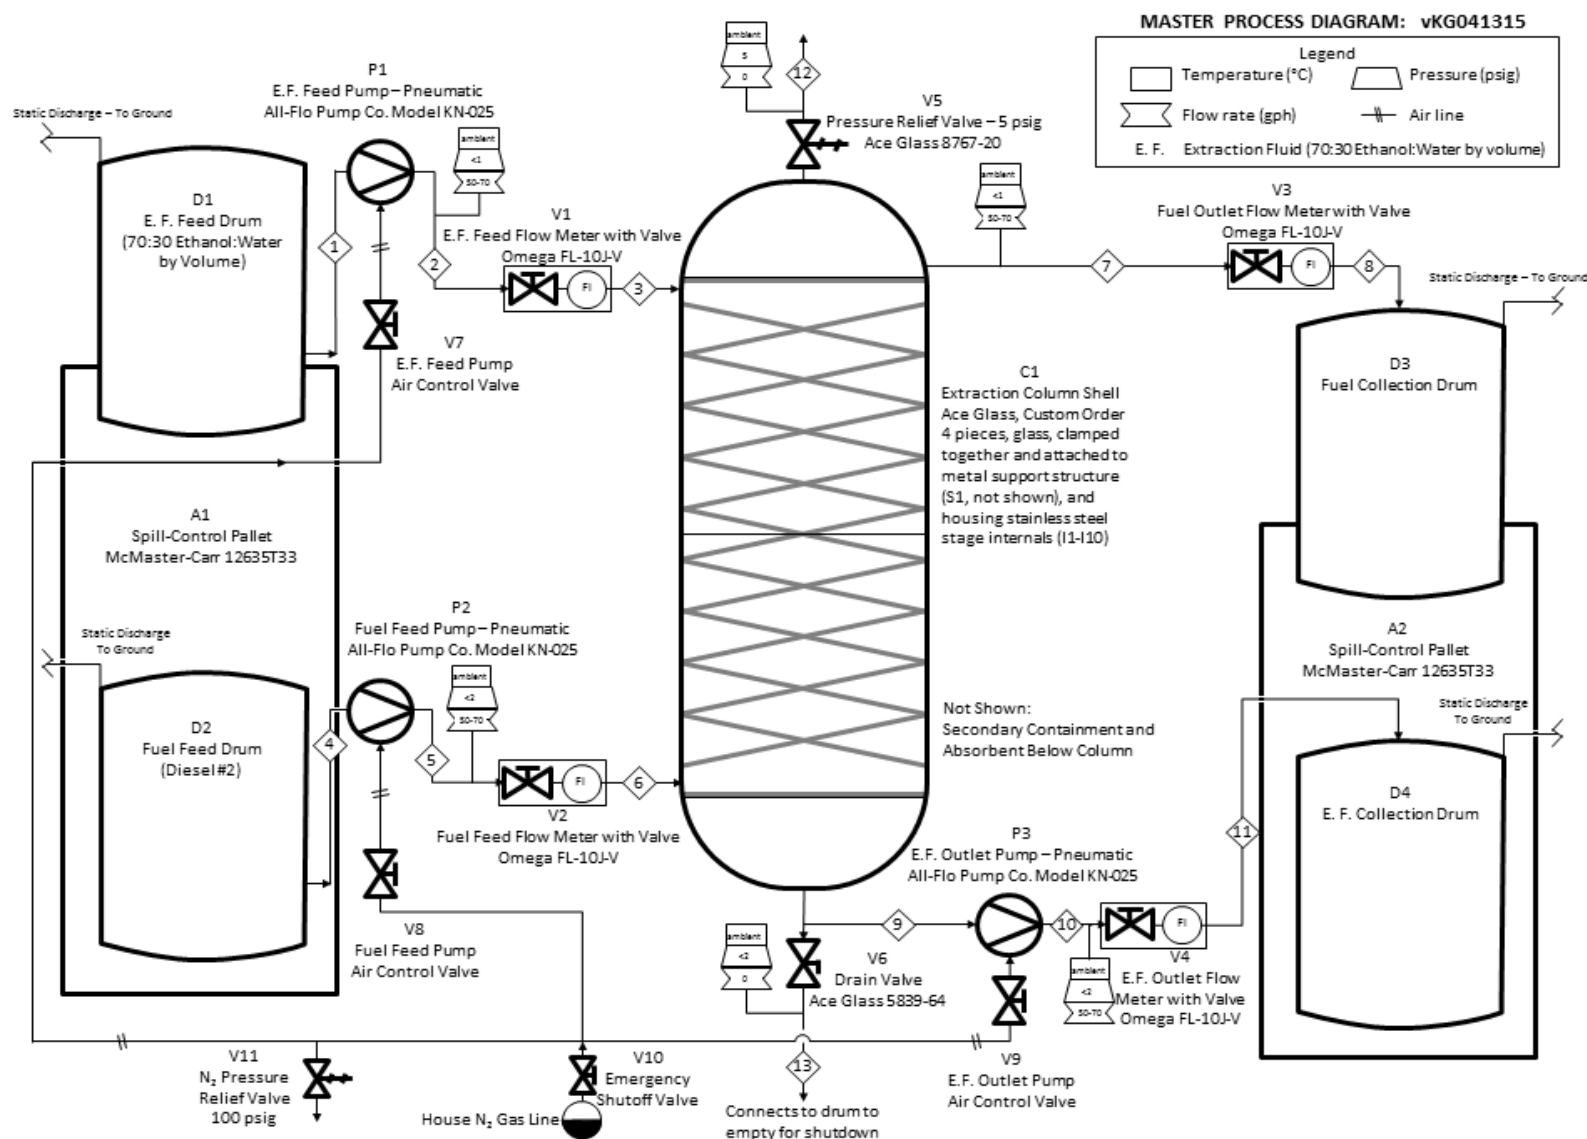 MASTER PROCESS DIAGRAM: vKG041315
Legend
Temperature (°C)
Pressure (psig)
Flow rate (gph)
Air line
E. F. Extraction Fluid (70:30 Ethanol:Water by volume)
ambient
5
0
12
P1
E.F. Feed Pump – Pneumatic
All-Flo Pump Co. Model KN-025
Static Discharge – To Ground
ambient
<1
50-70
V5
Pressure Relief Valve – 5 psig
Ace Glass 8767-20
D1
E. F. Feed Drum
(70:30 Ethanol:Water
by Volume)
1
2
V1
E.F. Feed Flow Meter with Valve
Omega FL-10J-V
FI
3
ambient
<1
50-70
7
V3
Fuel Outlet Flow Meter with Valve
Omega FL-10J-V
FI
8
Static Discharge – To Ground
V7
E.F. Feed Pump
Air Control Valve
D3
Fuel Collection Drum
C1
Extraction Column Shell
Ace Glass, Custom Order
4 pieces, glass, clamped
together and attached to
metal support structure
(S1, not shown), and
housing stainless steel
stage internals (I1-I10)
A1
Spill-Control Pallet
McMaster-Carr 12635T33
P2
Fuel Feed Pump – Pneumatic
All-Flo Pump Co. Model KN-025
Static Discharge
To Ground
ambient
<2
50-70
A2
Spill-Control Pallet
McMaster-Carr 12635T33
D2
Fuel Feed Drum
(Diesel #2)
4
5
FI
6
V2
Fuel Feed Flow Meter with Valve
Omega FL-10J-V
Not Shown:
Secondary Containment and
Absorbent Below Column
Static Discharge
To Ground
D4
E. F. Collection Drum
11
P3
E.F. Outlet Pump – Pneumatic
All-Flo Pump Co. Model KN-025
9
10
FI
V4
E.F. Outlet Flow
Meter with Valve
Omega FL-10J-V
ambient
<2
50-70
V8
Fuel Feed Pump
Air Control Valve
ambient
0
V6
Drain Valve
Ace Glass 5839-64
V11
N₂ Pressure
Relief Valve
100 psig
V10
Emergency
Shutoff Valve
House N₂ Gas Line
13
Connects to drum to
empty for shutdown
V9
E.F. Outlet Pump
Air Control Valve